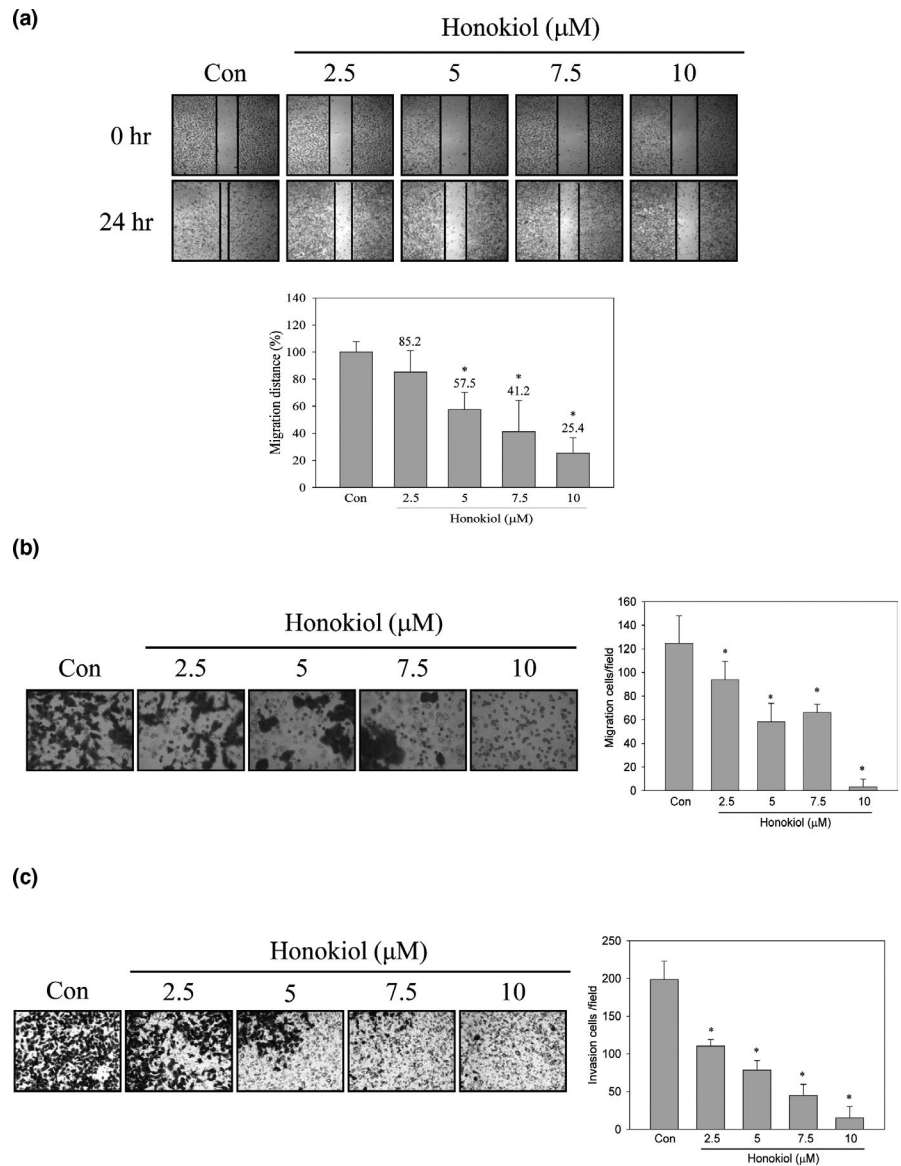 (a)
Honokiol (μM)
Con 2.5 5 7.5 10
0 hr
24 hr
140
120
100
80
60
40
20
0
Migration distance (%)
85.2
*
57.5
*
41.2
*
25.4
Con 2.5 5 7.5 10
Honokiol (μM)
(b)
Honokiol (μM)
Con 2.5 5 7.5 10
160
140
120
100
80
60
40
20
0
Migration cells/field
*
*
*
*
Con 2.5 5 7.5 10
Honokiol (μM)
(c)
Honokiol (μM)
Con 2.5 5 7.5 10
250
200
150
100
50
0
Invasion cells /field
*
*
*
*
Con 2.5 5 7.5 10
Honokiol (μM)